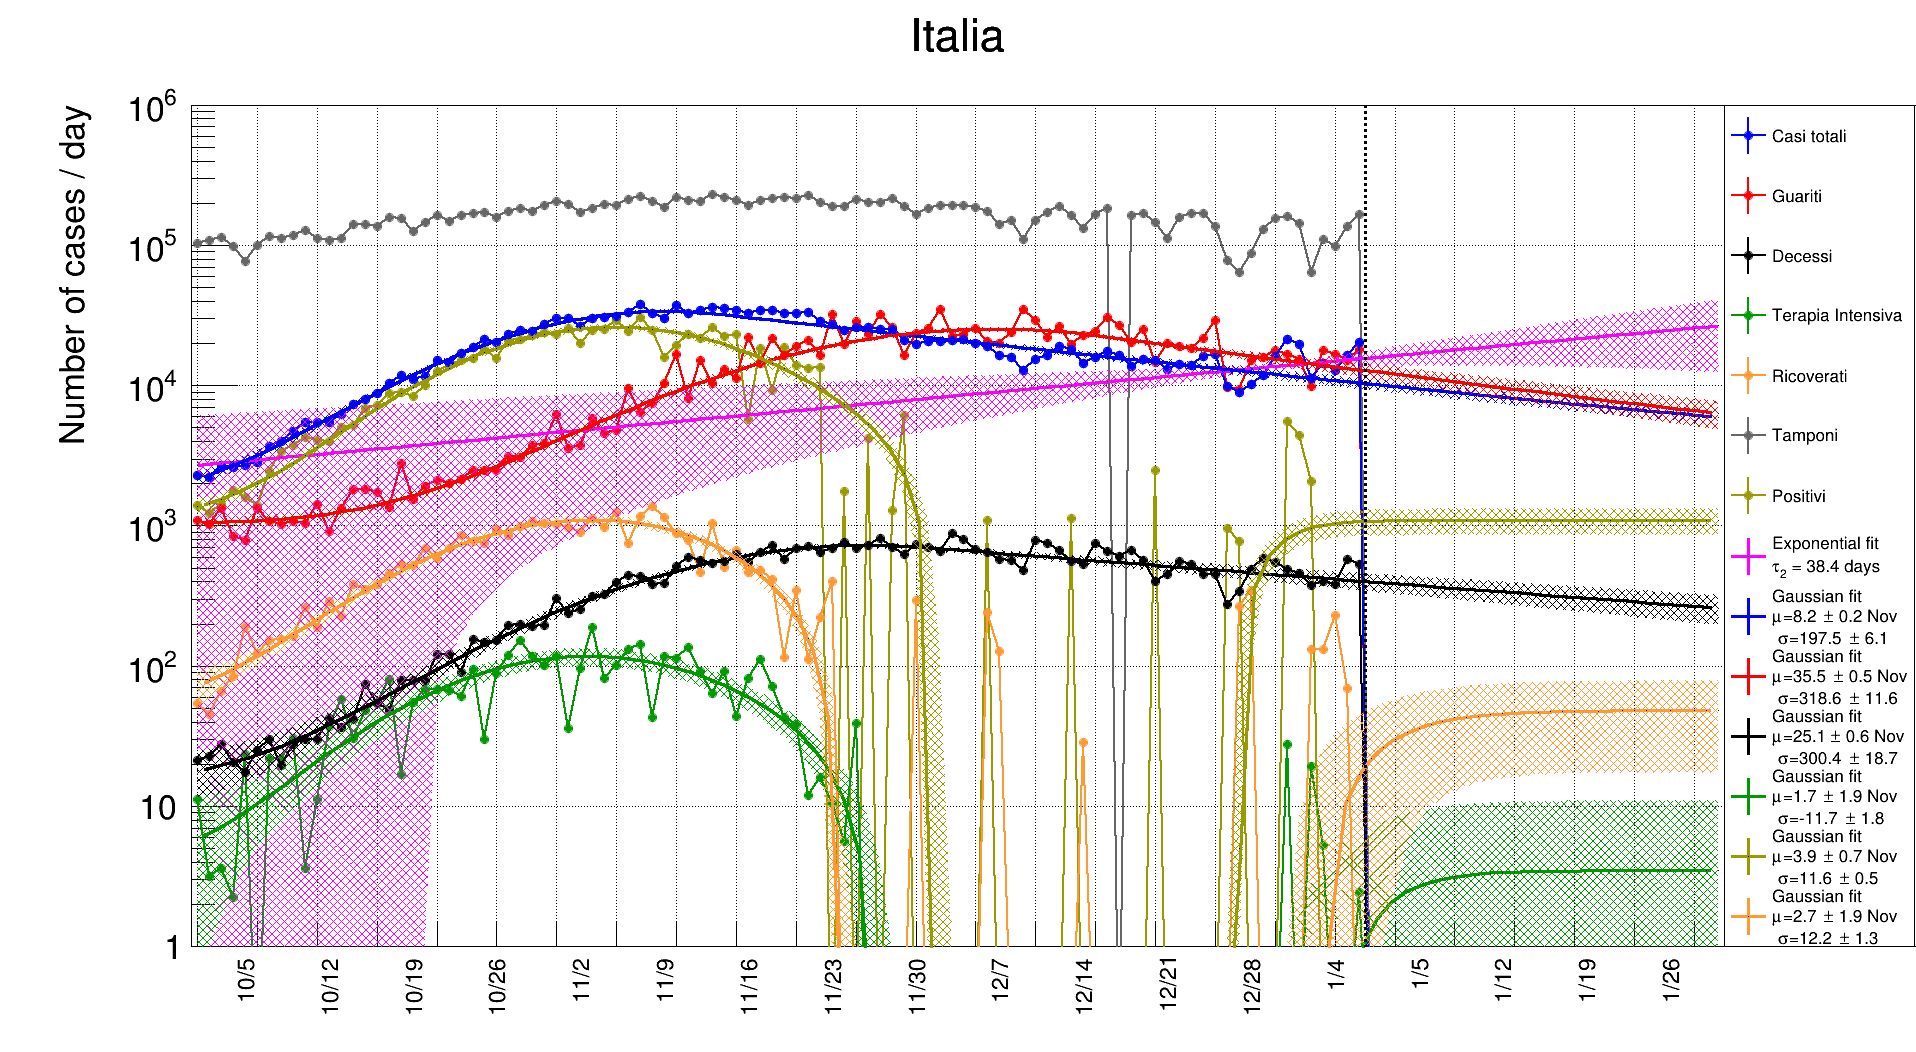 Italia
Number of cases / day
10^6
10^5
10^4
10^3
10^2
10
1
10/5 10/12 10/19 10/26 11/2 11/9 11/16 11/23 11/30 12/7 12/14 12/21 12/28 1/4 1/5 1/12 1/19 1/26
Casi totali
Guariti
Decessi
Terapia Intensiva
Ricoverati
Tamponi
Positivi
Exponential fit
τ₂ = 38.4 days
Gaussian fit
μ=8.2 ± 0.2 Nov
σ=197.5 ± 6.1
Gaussian fit
μ=35.5 ± 0.5 Nov
σ=318.6 ± 11.6
Gaussian fit
μ=25.1 ± 0.6 Nov
σ=300.4 ± 18.7
Gaussian fit
μ=1.7 ± 1.9 Nov
σ=-11.7 ± 1.8
Gaussian fit
μ=3.9 ± 0.7 Nov
σ=11.6 ± 0.5
Gaussian fit
μ=2.7 ± 1.9 Nov
σ=12.2 ± 1.3